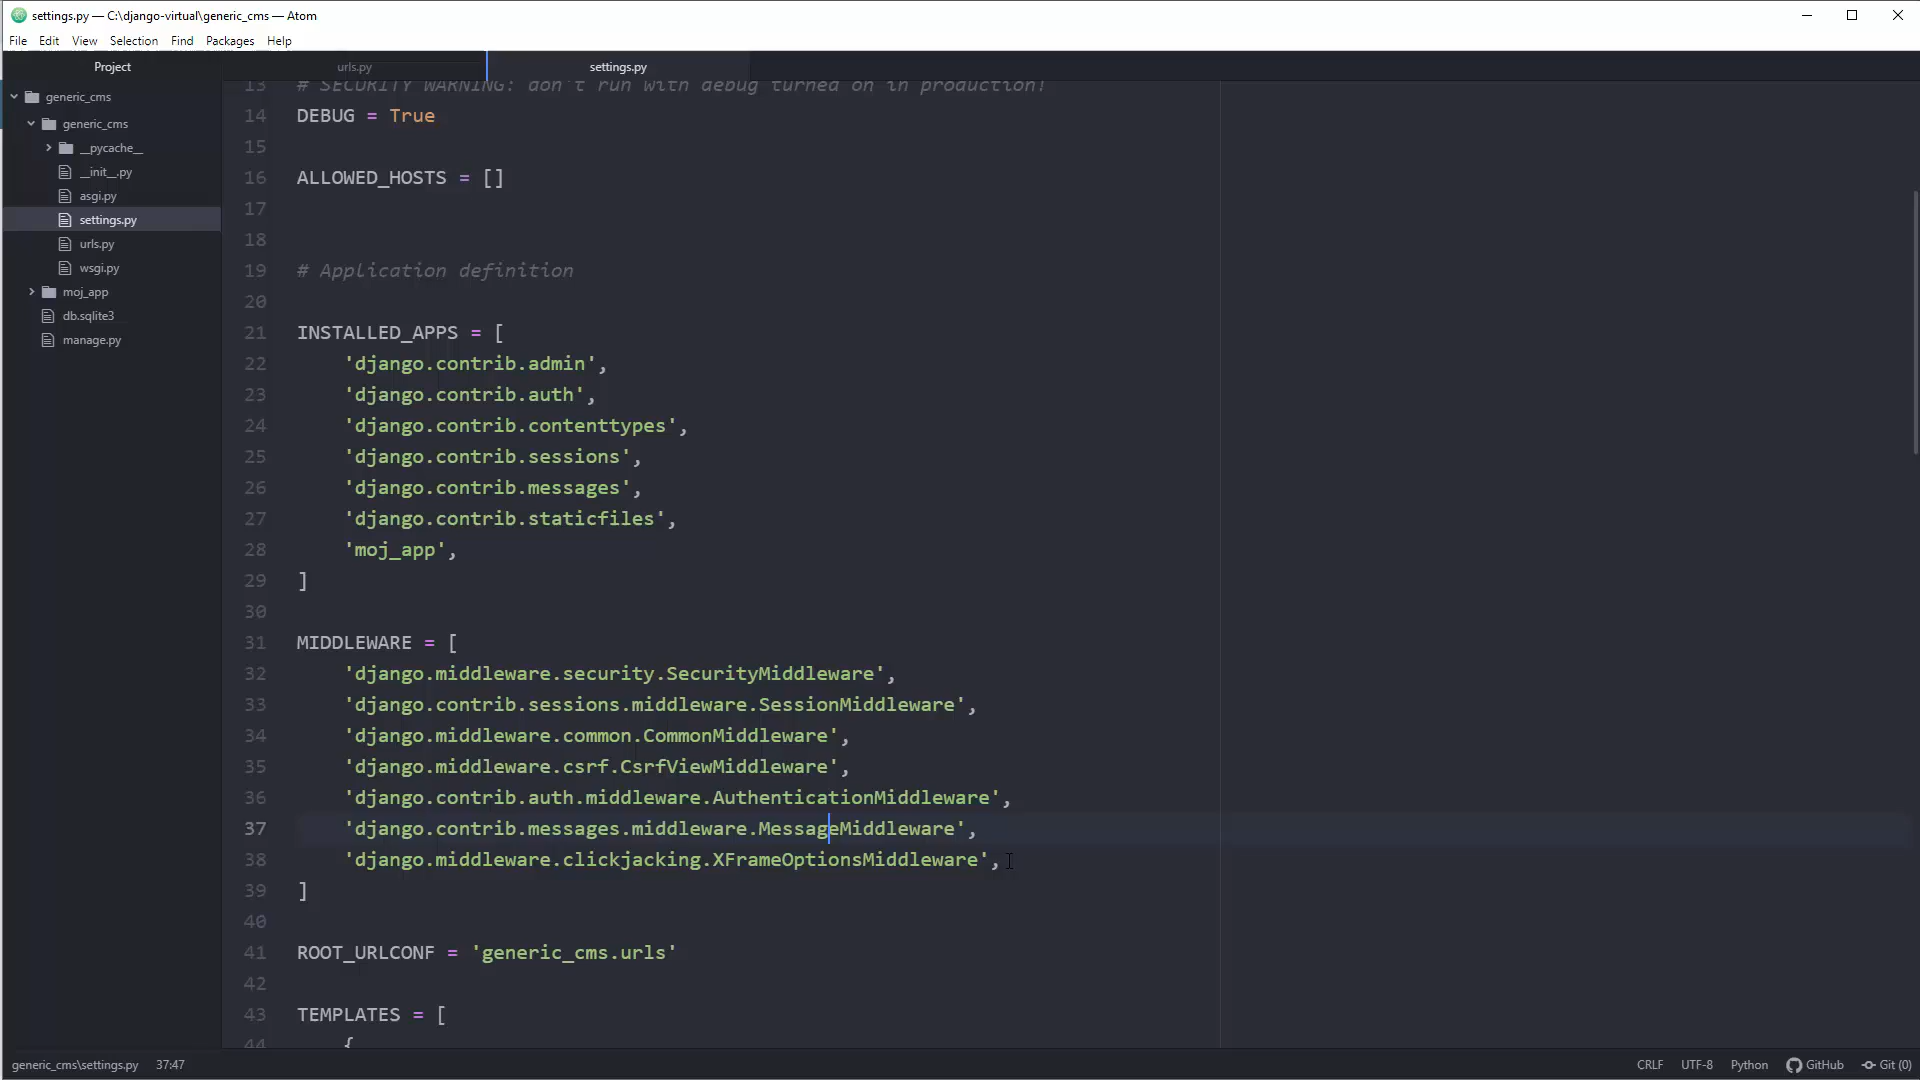 settings.py — C:\django-virtual\generic_cms — Atom
File Edit View Selection Find Packages Help
Project
urls.py
settings.py
generic_cms
generic_cms
__pycache__
__init__.py
asgi.py
settings.py
urls.py
wsgi.py
moj_app
db.sqlite3
manage.py
13 # SECURITY WARNING: don't run with debug turned on in production!
14 DEBUG = True
15
16 ALLOWED_HOSTS = []
17
18
19 # Application definition
20
21 INSTALLED_APPS = [
22     'django.contrib.admin',
23     'django.contrib.auth',
24     'django.contrib.contenttypes',
25     'django.contrib.sessions',
26     'django.contrib.messages',
27     'django.contrib.staticfiles',
28     'moj_app',
29 ]
30
31 MIDDLEWARE = [
32     'django.middleware.security.SecurityMiddleware',
33     'django.contrib.sessions.middleware.SessionMiddleware',
34     'django.middleware.common.CommonMiddleware',
35     'django.middleware.csrf.CsrfViewMiddleware',
36     'django.contrib.auth.middleware.AuthenticationMiddleware',
37     'django.contrib.messages.middleware.MessageMiddleware',
38     'django.middleware.clickjacking.XFrameOptionsMiddleware',
39 ]
40
41 ROOT_URLCONF = 'generic_cms.urls'
42
43 TEMPLATES = [
44     {
generic_cms\settings.py 37:47
CRLF UTF-8 Python GitHub Git (0)